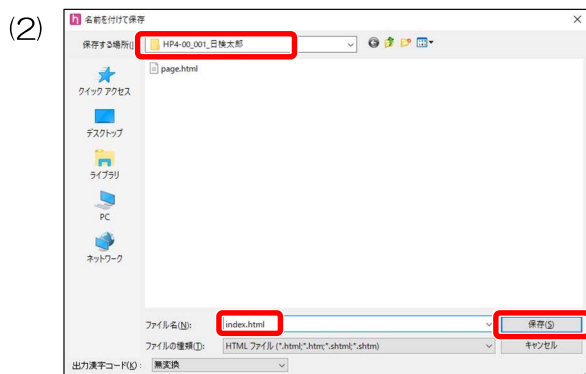 (2)
名前を付けて保存
保存する場所(I):
HP4-00_001_日検太郎
page.html
クイック アクセス
デスクトップ
ライブラリ
PC
ネットワーク
ファイル名(N):
index.html
保存(S)
ファイルの種類(T):
HTML ファイル (*.html;*.htm;*.shtml;*.shtm)
キャンセル
出力漢字コード(K):
無変換